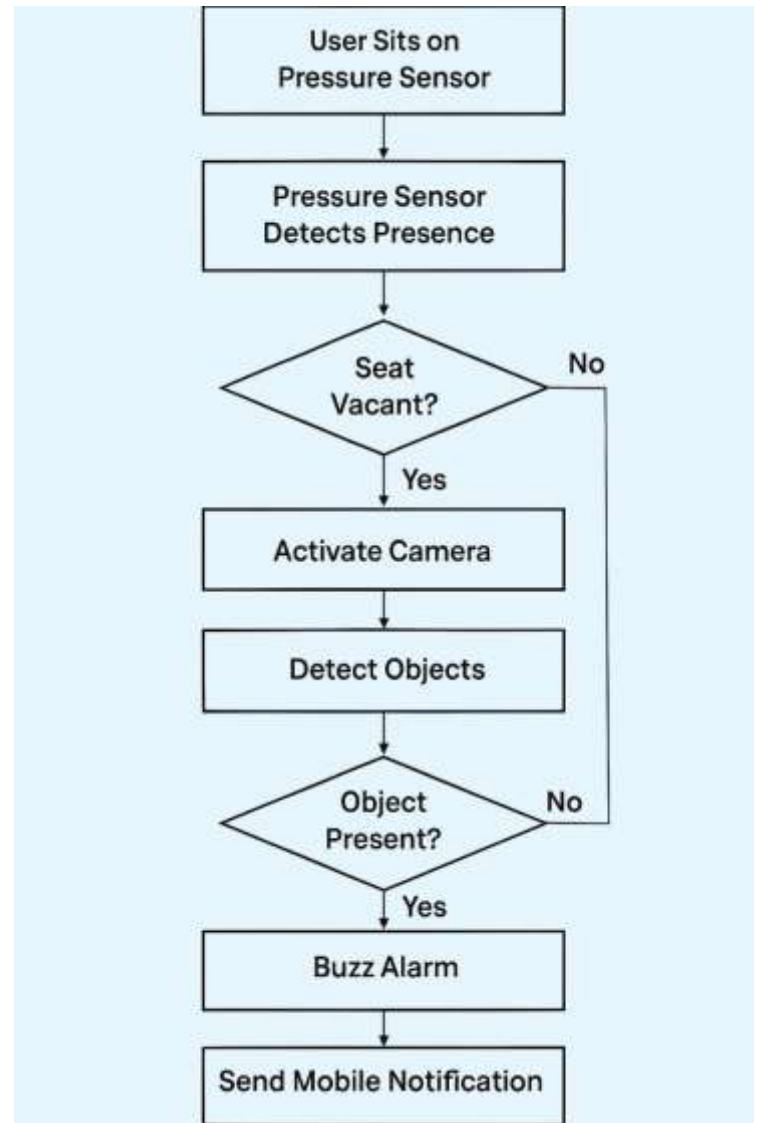 User Sits on
Pressure Sensor
Pressure Sensor
Detects Presence
Seat
Vacant?
No
Yes
Activate Camera
Detect Objects
Object
Present?
No
Yes
Buzz Alarm
Send Mobile Notification